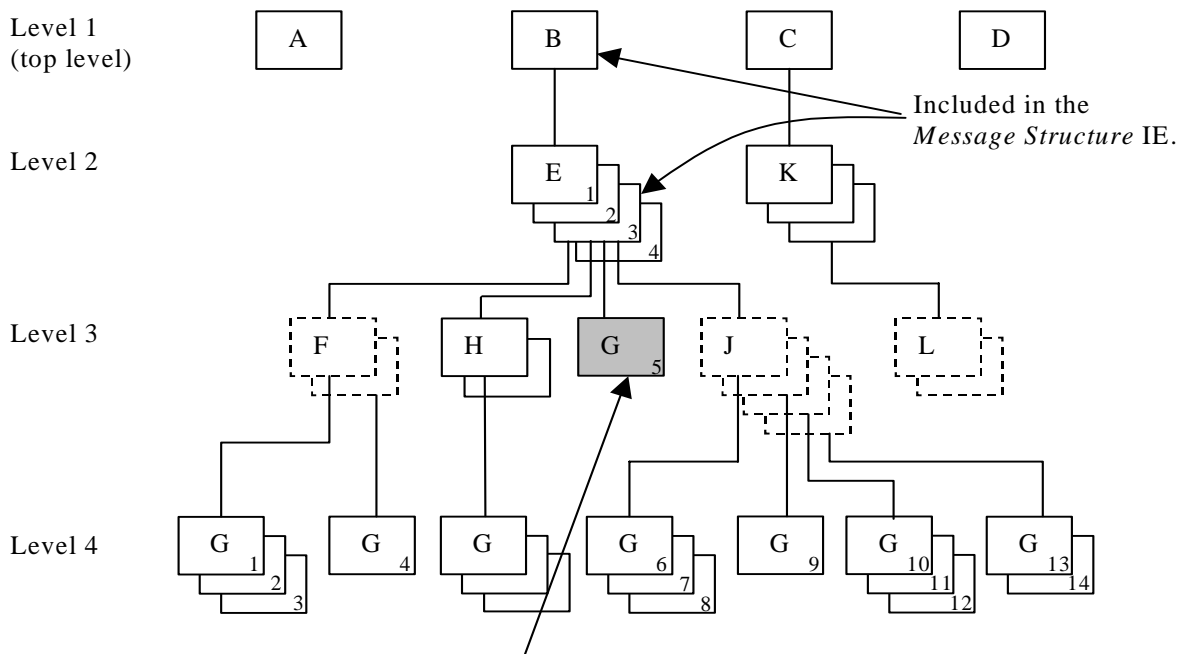 Level 1
(top level)
A
B
C
D
Included in the
Message Structure IE.
Level 2
E
1
2
3
4
K
Level 3
F
H
G
5
J
L
Level 4
G
1
2
3
G
4
G
G
6
7
8
G
9
G
10
11
12
G
13
14